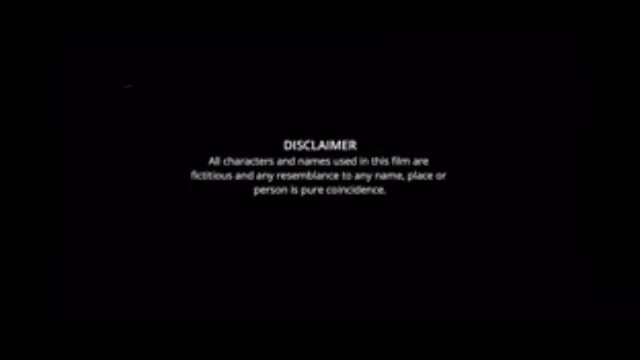 DISCLAIMER
All characters and names used in this film are
fictitious and any resemblance to any name, place or
person is pure coincidence.